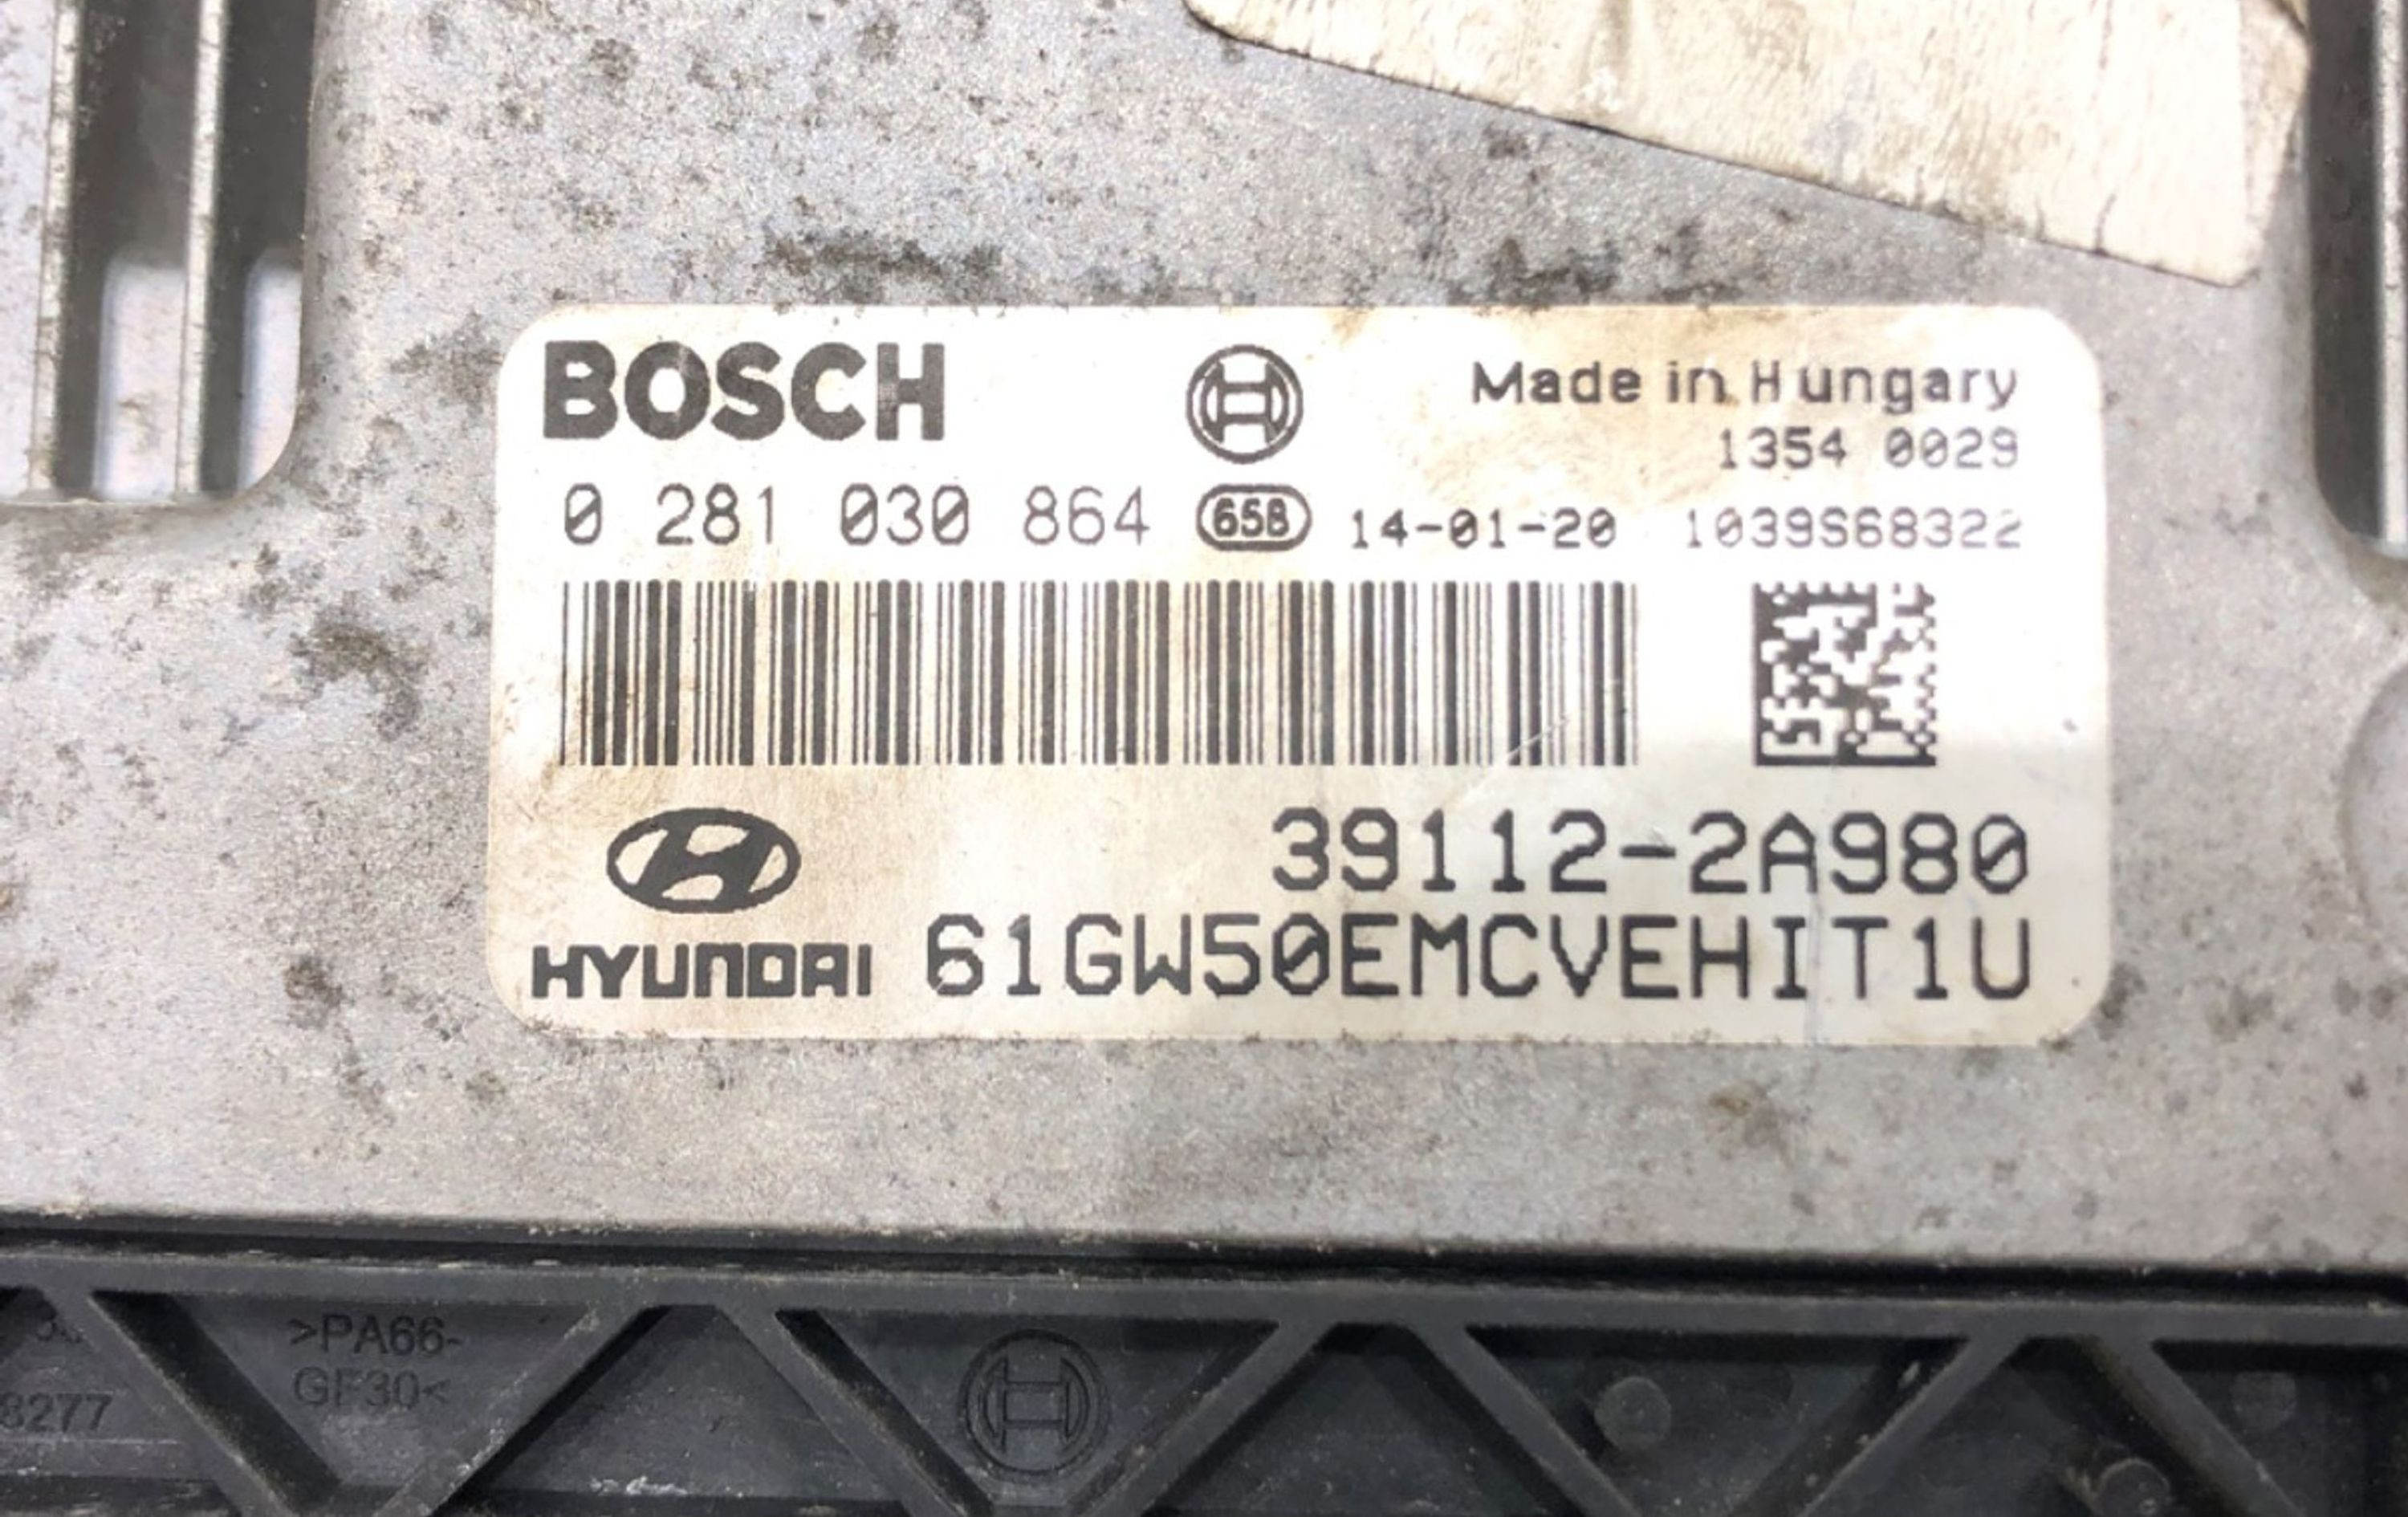 BOSCH
Made in Hungary
1354 0029
0 281 030 864 65B 14-01-20 1039S68322
39112-2A980
HYUNDAI 61GW50EMCVEHIT1U
>PA66-
GF30<
8277